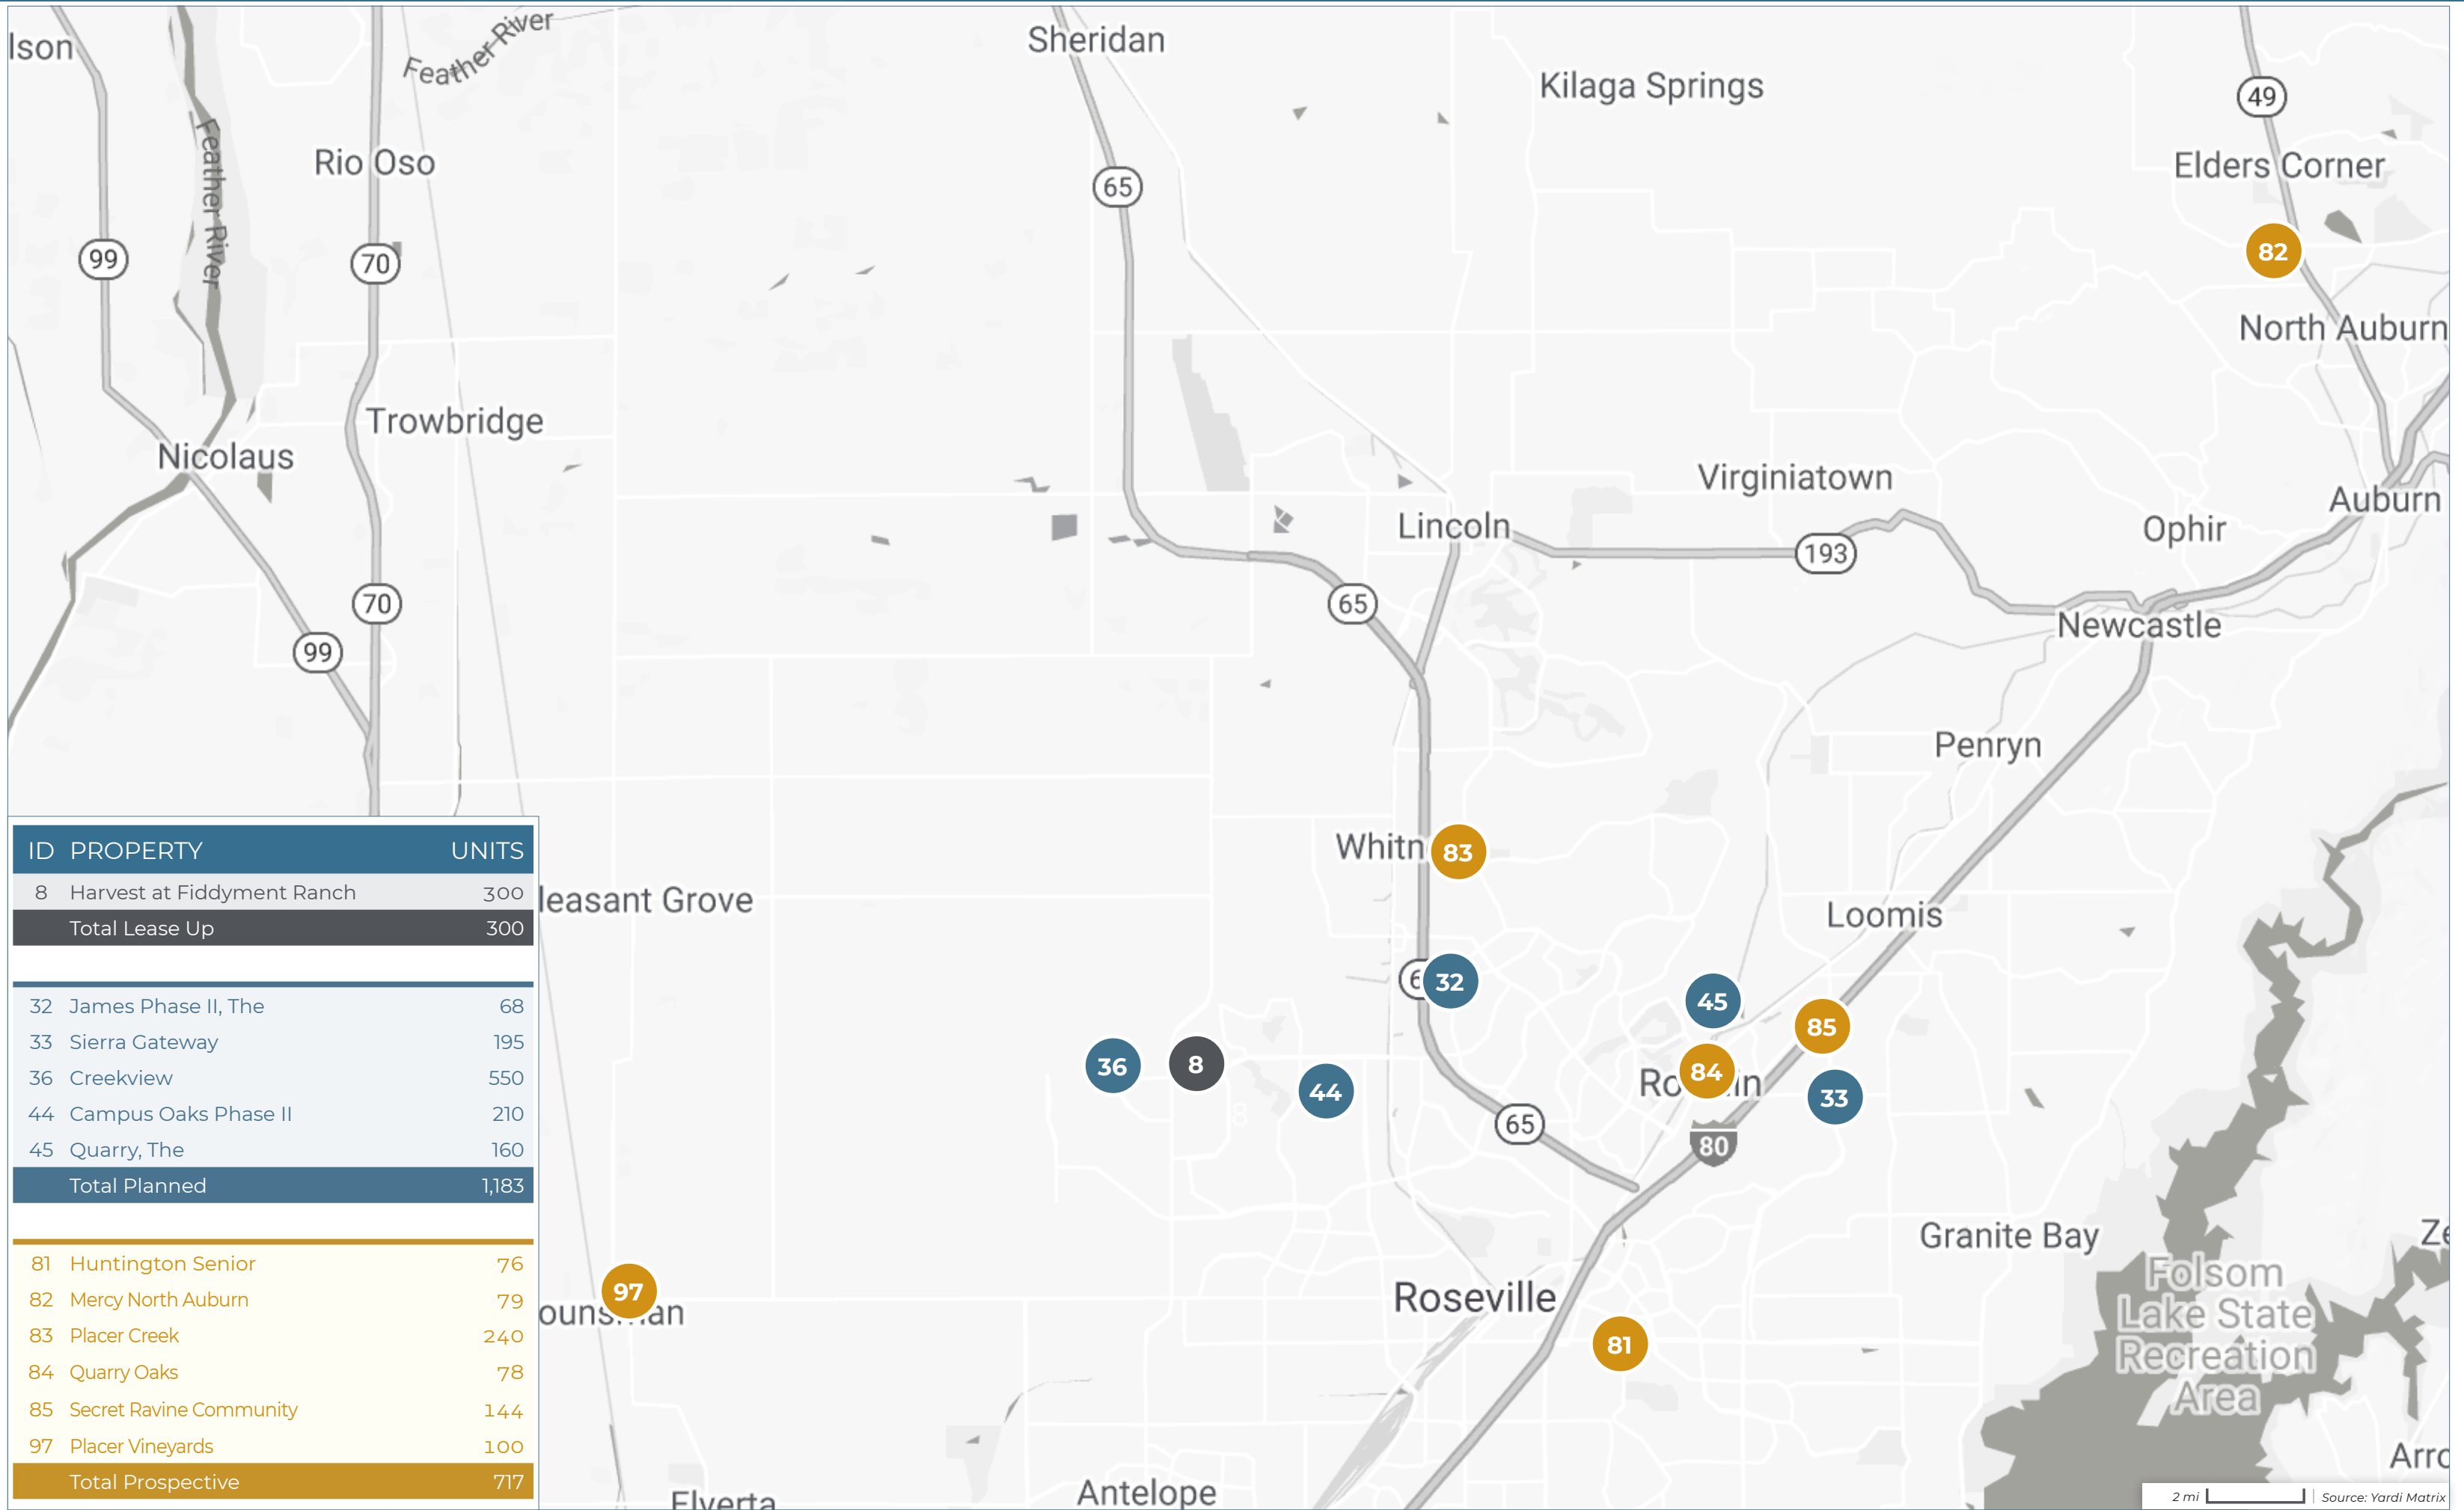 lson
Feather River
Sheridan
Kilaga Springs
49
Elders Corner
Rio Oso
Feather River
65
99
70
82
North Auburn
Trowbridge
Nicolaus
Virginiatown
Auburn
Lincoln
Ophir
193
70
65
99
Newcastle
Penryn
Whitn
83
leasant Grove
Loomis
6
32
45
85
36
8
44
84
33
65
80
Granite Bay
Ze
Folsom
Lake State
Recreation
Area
97
Roseville
81
Arro
Antelope
Elverta
ID PROPERTY UNITS
8 Harvest at Fiddyment Ranch 300
Total Lease Up 300
32 James Phase II, The 68
33 Sierra Gateway 195
36 Creekview 550
44 Campus Oaks Phase II 210
45 Quarry, The 160
Total Planned 1,183
81 Huntington Senior 76
82 Mercy North Auburn 79
83 Placer Creek 240
84 Quarry Oaks 78
85 Secret Ravine Community 144
97 Placer Vineyards 100
Total Prospective 717
2 mi | Source: Yardi Matrix